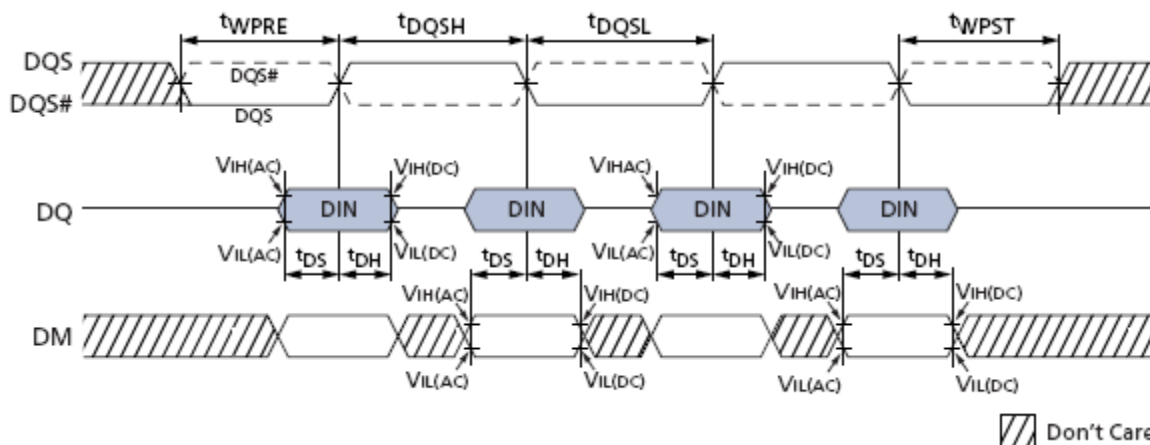 tWPRE tDQSH tDQSL tWPST
DQS
DQS#
DQS#
DQS
VIH(AC) VIH(DC) VIHAC) VIH(DC)
DQ DIN DIN DIN DIN
VIL(AC) VIL(DC) VIL(AC) VIL(DC)
tDS tDH tDS tDH tDS tDH tDS tDH
VIH(AC) VIH(DC) VIH(AC) VIH(DC)
DM
VIL(AC) VIL(DC) VIL(AC) VIL(DC)
Don't Care